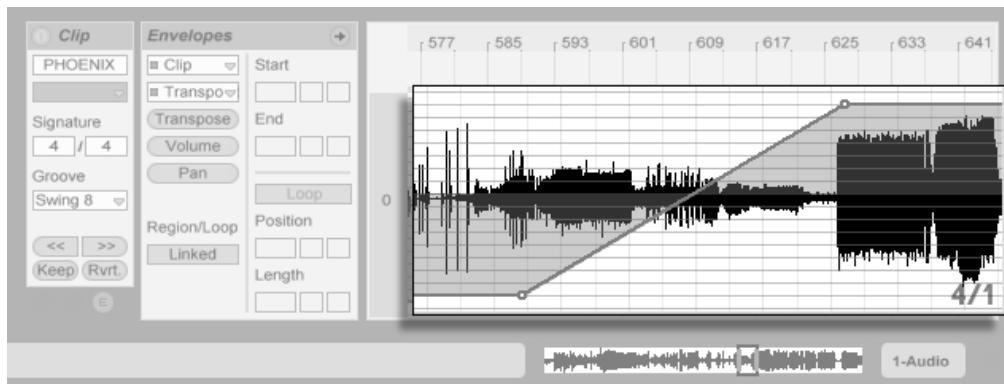 Clip
PHOENIX
Signature
4 / 4
Groove
Swing 8
<< >>
Keep Rvrt.
E
Envelopes
Clip
Transpo
Transpose
Volume
Pan
Region/Loop
Linked
Start
End
Loop
Position
Length
577 585 593 601 609 617 625 633 641
0
4/1
1-Audio